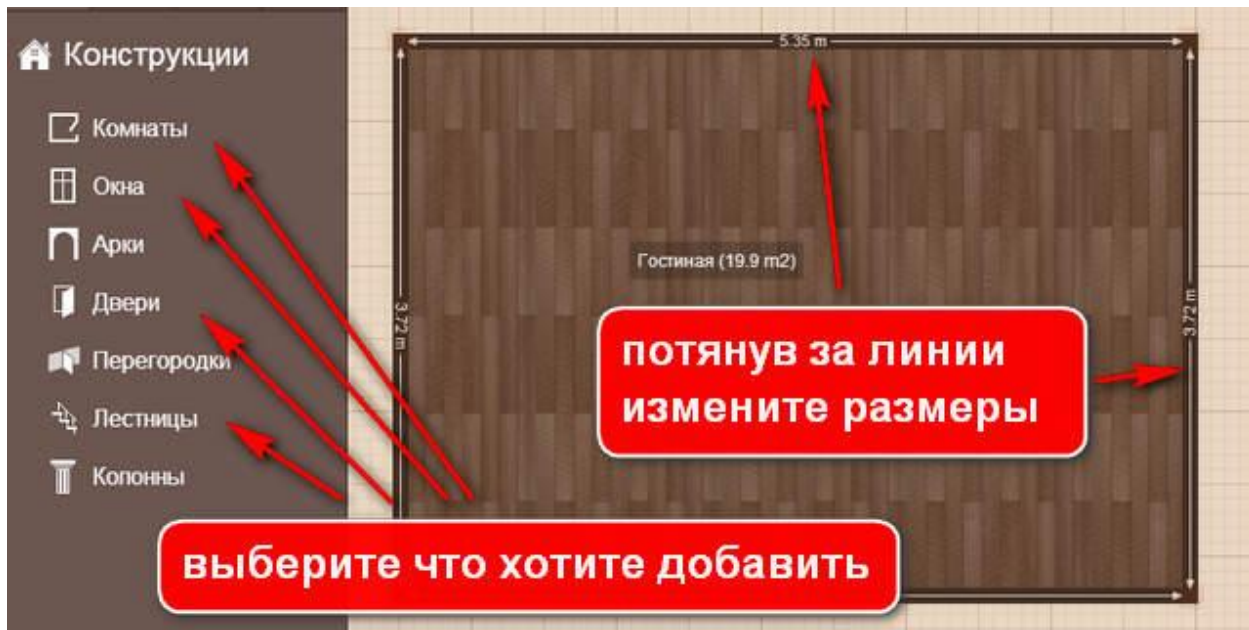 Конструкции
Комнаты
Окна
Арки
Двери
Перегородки
Лестницы
Колонны
5.35 m
Гостиная (19.9 m2)
3.72 m
3.72 m
потянув за линии
измените размеры
выберите что хотите добавить